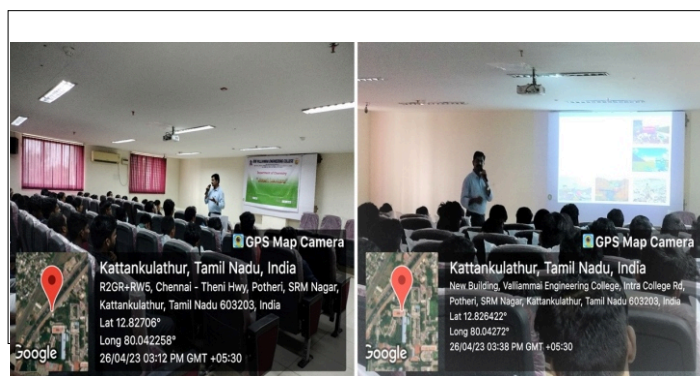 GPS Map Camera
Kattankulathur, Tamil Nadu, India
R2GR+RW5, Chennai - Theni Hwy, Potheri, SRM Nagar,
Kattankulathur, Tamil Nadu 603203, India
Lat 12.82706°
Long 80.042258°
26/04/23 03:12 PM GMT +05:30
Google
GPS Map Camera
Kattankulathur, Tamil Nadu, India
New Building, Valliammai Engineering College, Intra College Rd,
Potheri, SRM Nagar, Kattankulathur, Tamil Nadu 603203, India
Lat 12.826422°
Long 80.04272°
26/04/23 03:38 PM GMT +05:30
Google